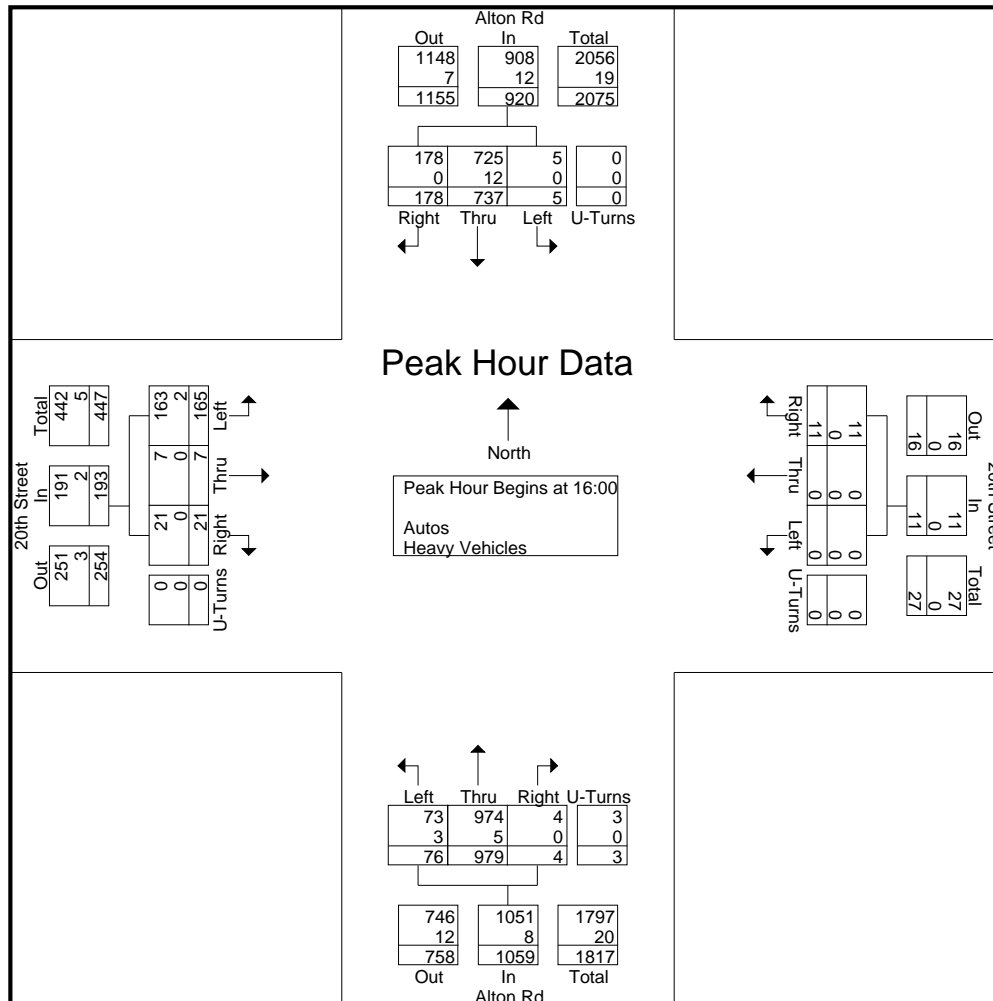 Alton Rd
Out In Total
1148 908 2056
7 12 19
1155 920 2075
178 725 5 0
0 12 0 0
178 737 5 0
Right Thru Left U-Turns
Peak Hour Data
North
Peak Hour Begins at 16:00
Autos
Heavy Vehicles
20th Street
Out In Total
251 191 442
3 2 5
254 193 447
163 7 21 0
2 0 0 0
165 7 21 0
Left Thru Right U-Turns
Out In Total
16 11 27
0 0 0
16 11 27
11 0 0 0
0 0 0 0
11 0 0 0
Right Thru Left U-Turns
Left Thru Right U-Turns
73 974 4 3
3 5 0 0
76 979 4 3
746 1051 1797
12 8 20
758 1059 1817
Out In Total
Alton Rd